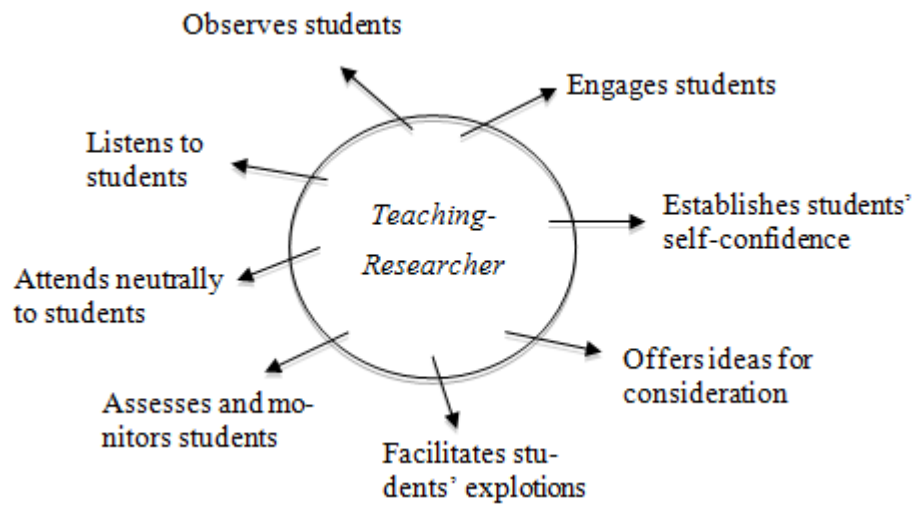 Observes students
Engages students
Listens to
students
Teaching-
Researcher
Establishes students’
self-confidence
Attends neutrally
to students
Offers ideas for
consideration
Assesses and mo-
nitors students
Facilitates stu-
dents’ explotions